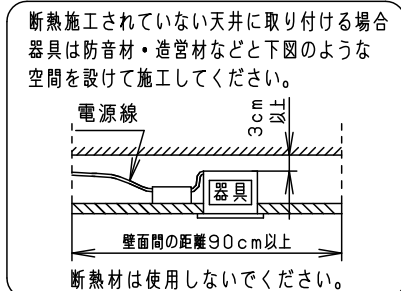 断熱施工されていない天井に取り付ける場合
器具は防音材・造営材などと下図のような
空間を設けて施工してください。
電源線
3cm
以上
器具
壁面間の距離90cm以上
断熱材は使用しないでください。